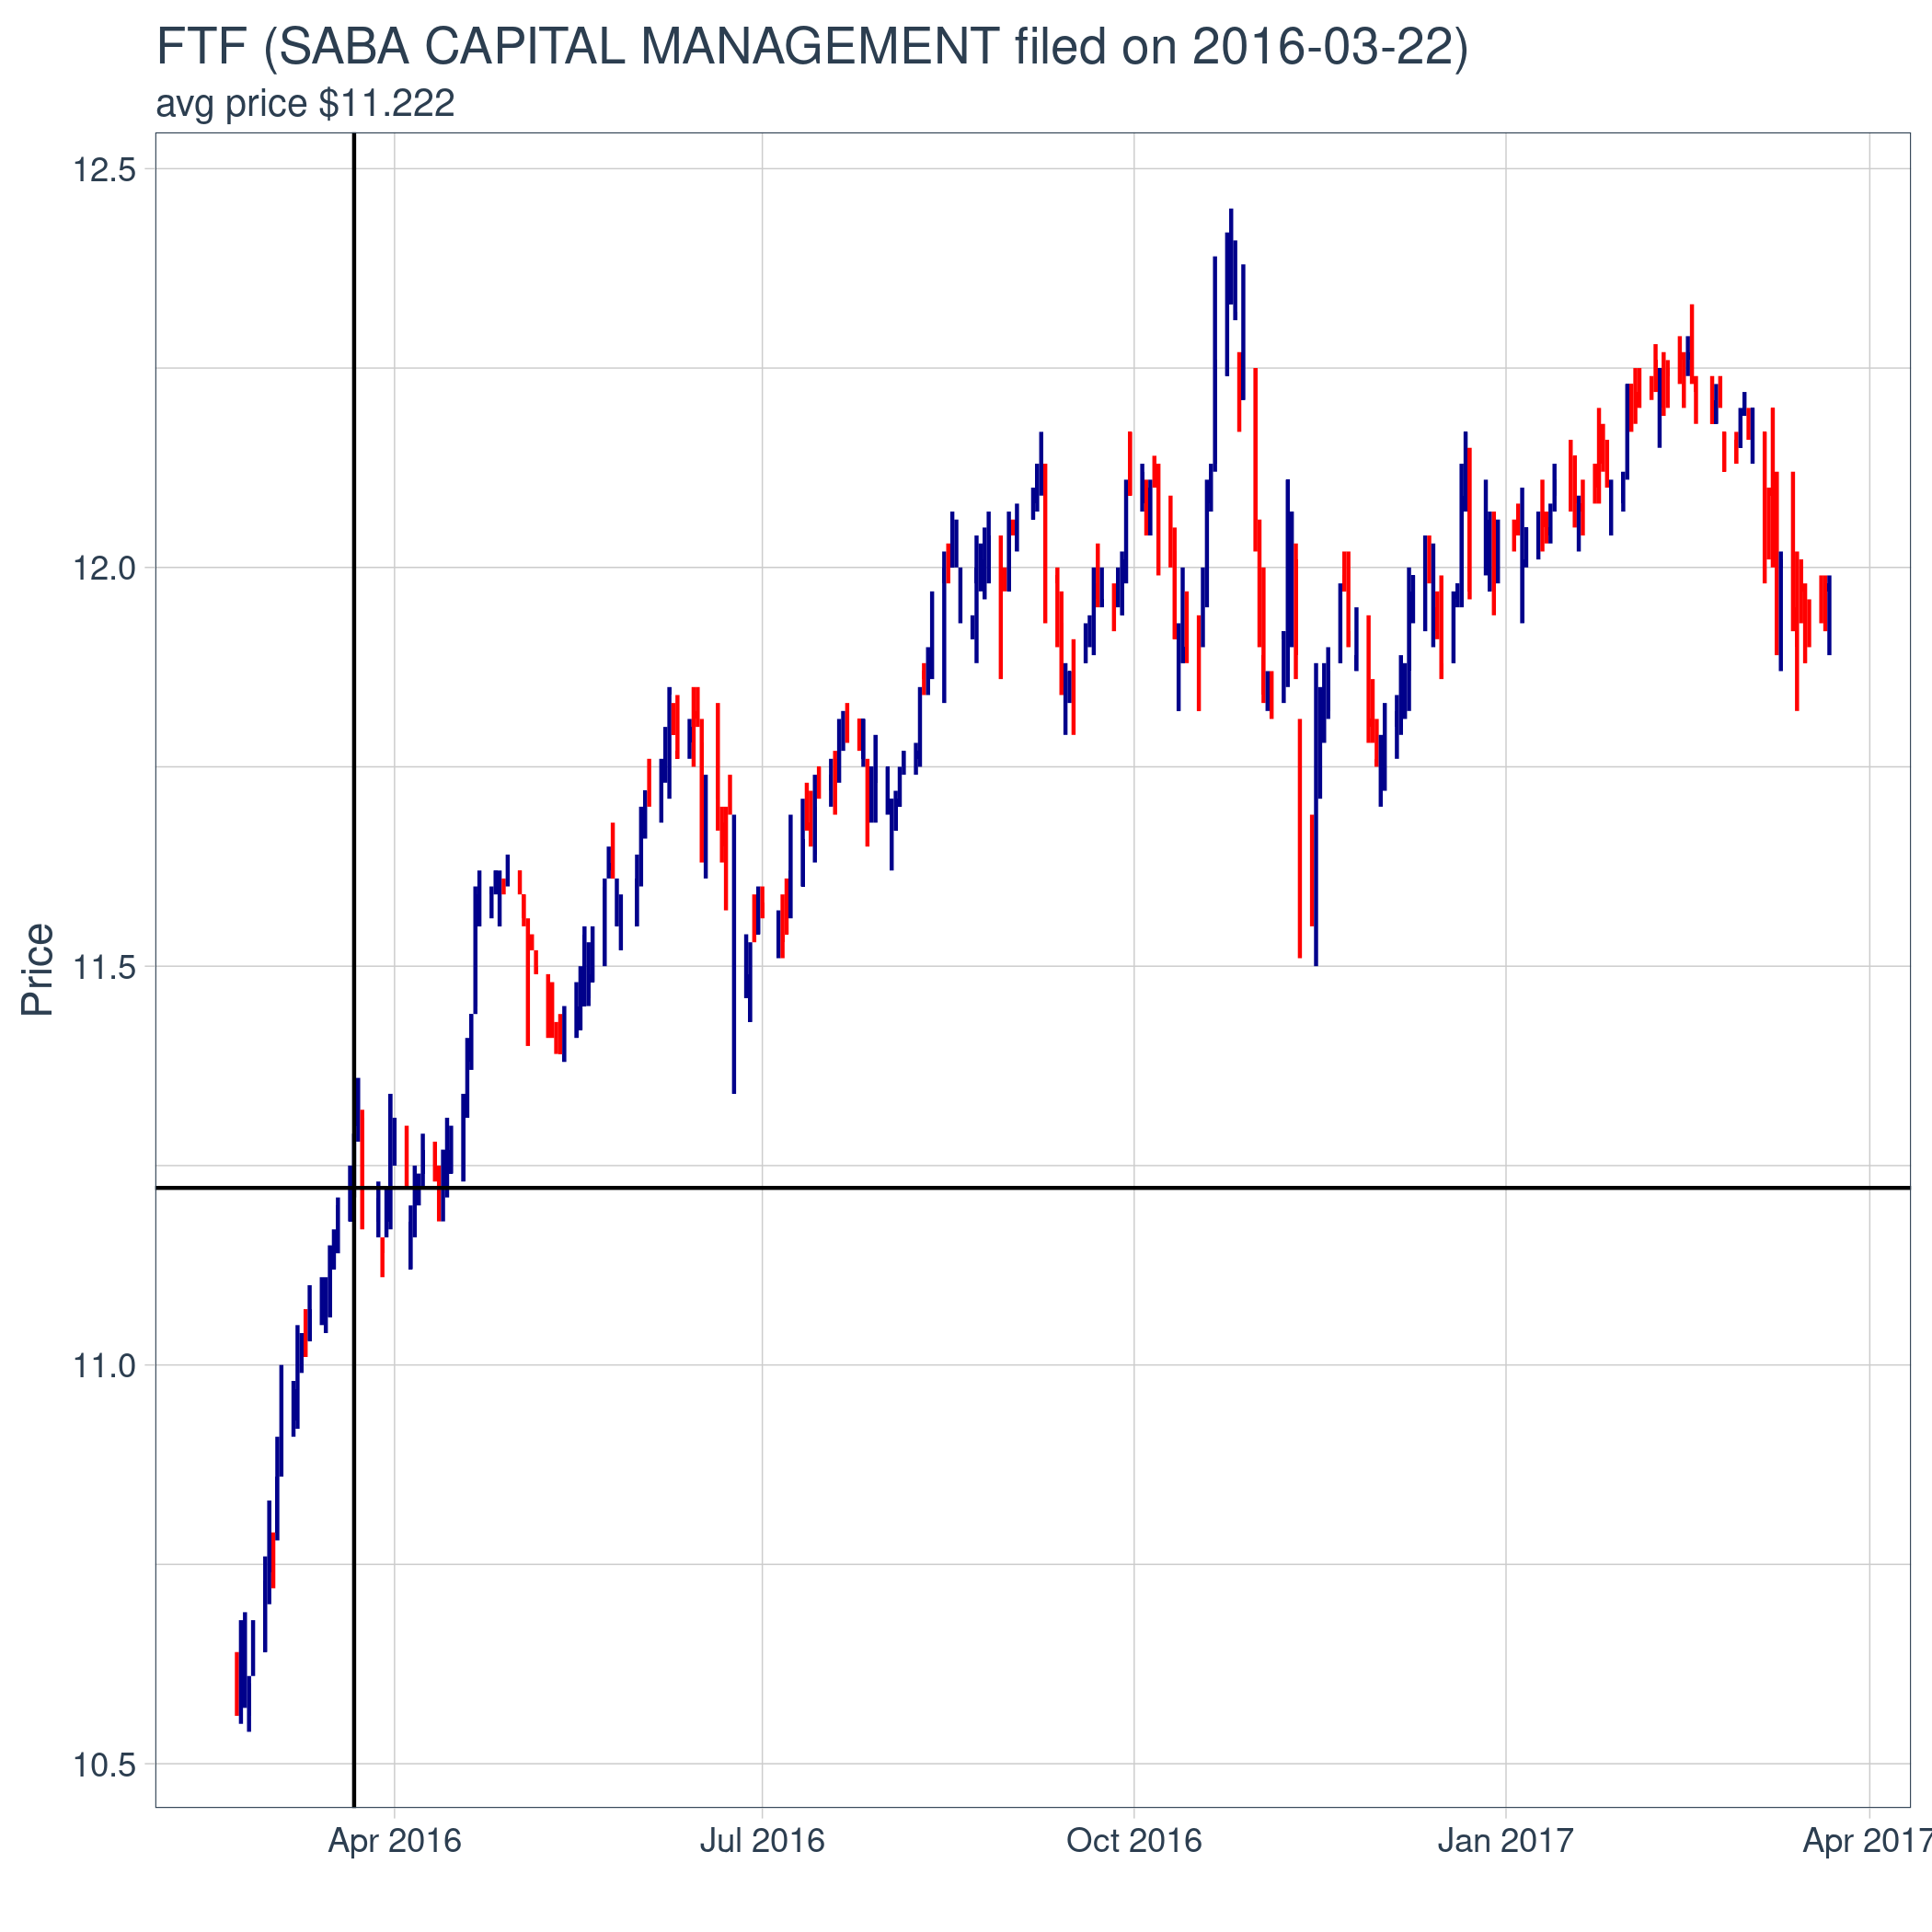 FTF (SABA CAPITAL MANAGEMENT filed on 2016-03-22)
avg price $11.222
12.5
12.0
11.5
11.0
10.5
Price
Apr 2016
Jul 2016
Oct 2016
Jan 2017
Apr 2017